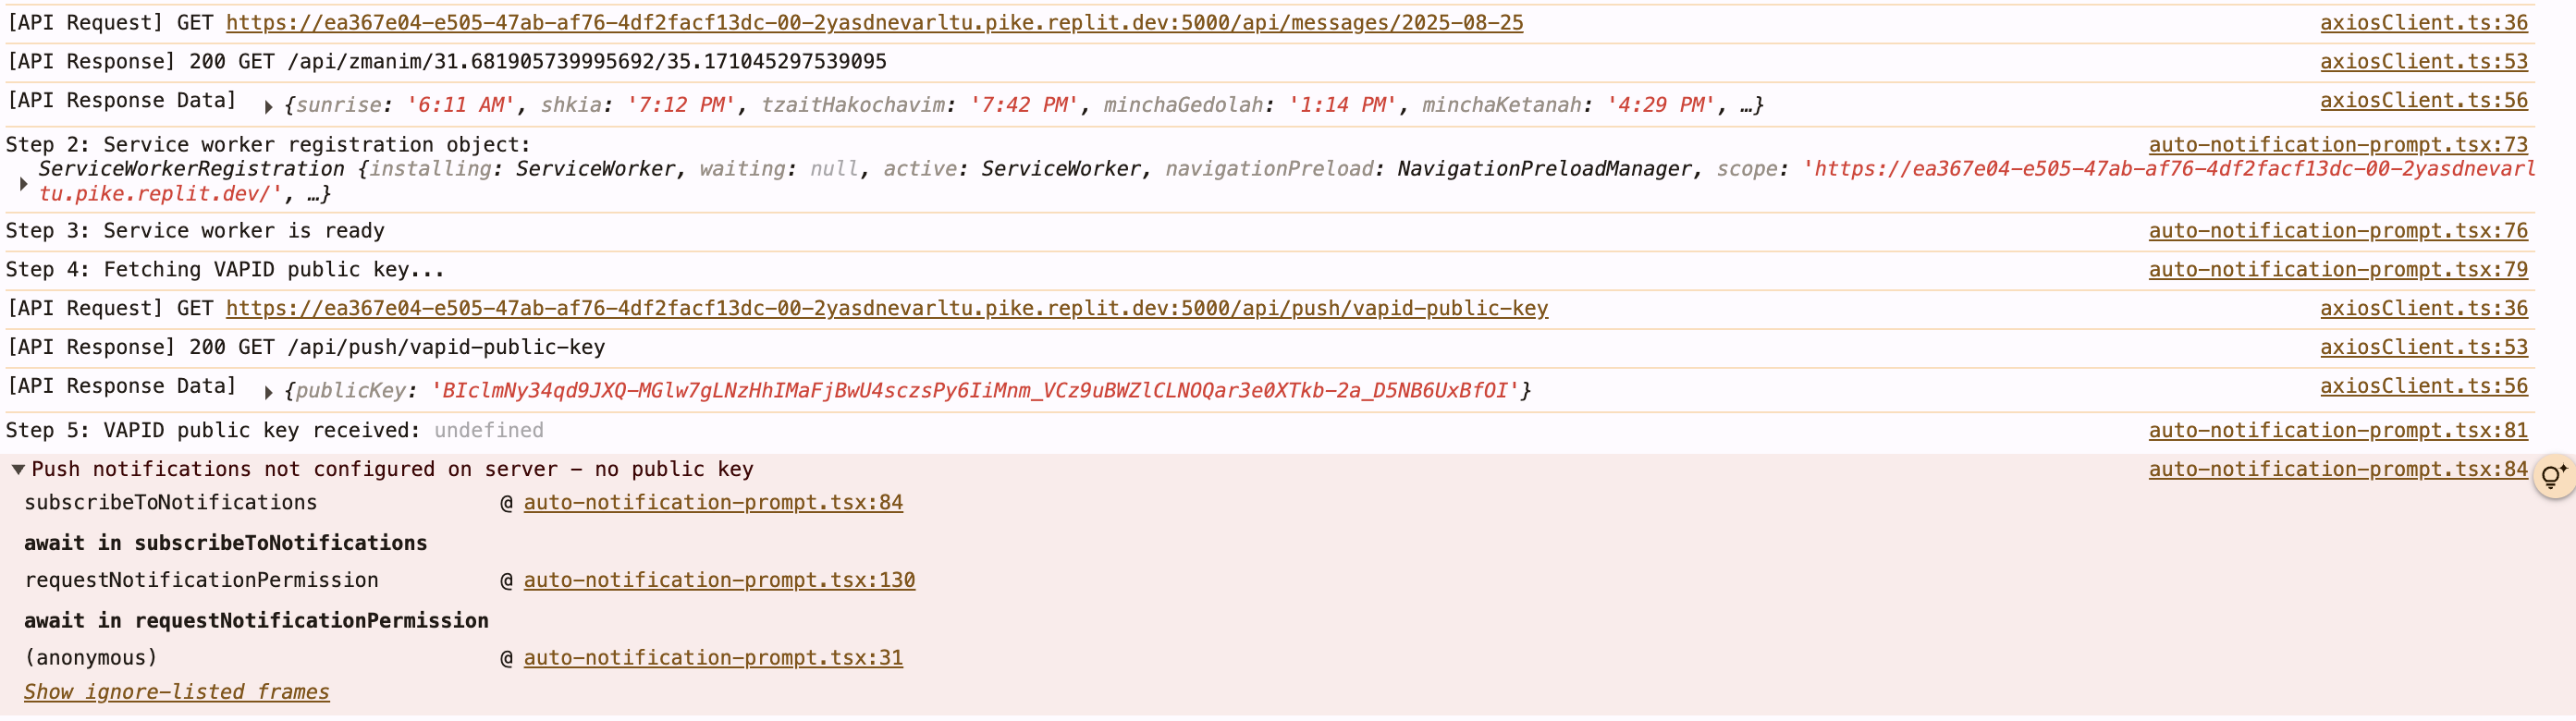 [API Request] GET https://ea367e04-e505-47ab-af76-4df2facf13dc-00-2yasdnevarltu.pike.replit.dev:5000/api/messages/2025-08-25 axiosClient.ts:36
[API Response] 200 GET /api/zmanim/31.681905739995692/35.171045297539095 axiosClient.ts:53
[API Response Data] {sunrise: '6:11 AM', shkia: '7:12 PM', tzaitHakochavim: '7:42 PM', minchaGedolah: '1:14 PM', minchaKetanah: '4:29 PM', …} axiosClient.ts:56
Step 2: Service worker registration object: auto-notification-prompt.tsx:73
ServiceWorkerRegistration {installing: ServiceWorker, waiting: null, active: ServiceWorker, navigationPreload: NavigationPreloadManager, scope: 'https://ea367e04-e505-47ab-af76-4df2facf13dc-00-2yasdnevarl
tu.pike.replit.dev/', …}
Step 3: Service worker is ready auto-notification-prompt.tsx:76
Step 4: Fetching VAPID public key... auto-notification-prompt.tsx:79
[API Request] GET https://ea367e04-e505-47ab-af76-4df2facf13dc-00-2yasdnevarltu.pike.replit.dev:5000/api/push/vapid-public-key axiosClient.ts:36
[API Response] 200 GET /api/push/vapid-public-key axiosClient.ts:53
[API Response Data] {publicKey: 'BIclmNy34qd9JXQ-MGlw7gLNzHhIMaFjBwU4sczsPy6IiMnm_VCz9uBWZlCLNOQar3e0XTkb-2a_D5NB6UxBfOI'} axiosClient.ts:56
Step 5: VAPID public key received: undefined auto-notification-prompt.tsx:81
Push notifications not configured on server – no public key auto-notification-prompt.tsx:84
subscribeToNotifications @ auto-notification-prompt.tsx:84
await in subscribeToNotifications
requestNotificationPermission @ auto-notification-prompt.tsx:130
await in requestNotificationPermission
(anonymous) @ auto-notification-prompt.tsx:31
Show ignore-listed frames